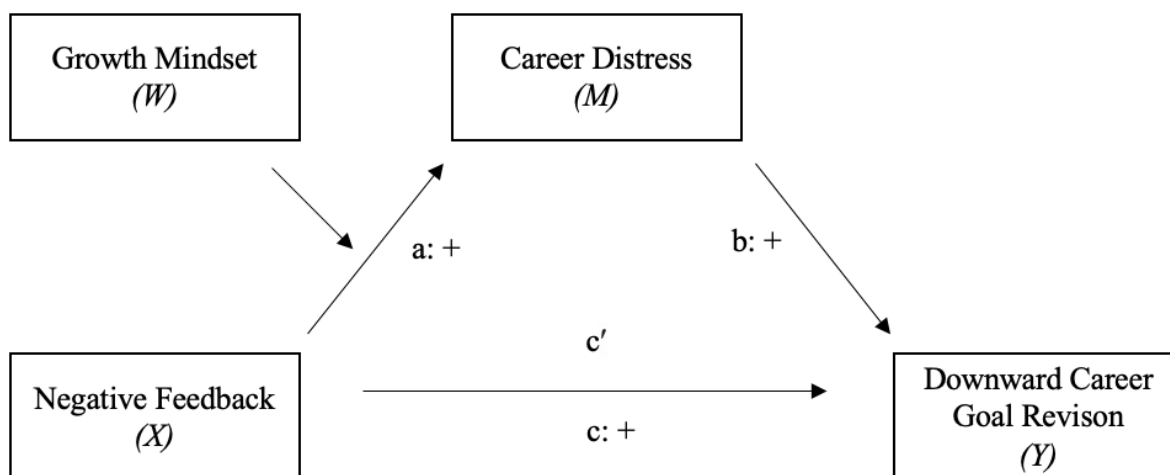 Growth Mindset
(W)
Career Distress
(M)
a: +
b: +
c′
Negative Feedback
(X)
c: +
Downward Career
Goal Revison
(Y)